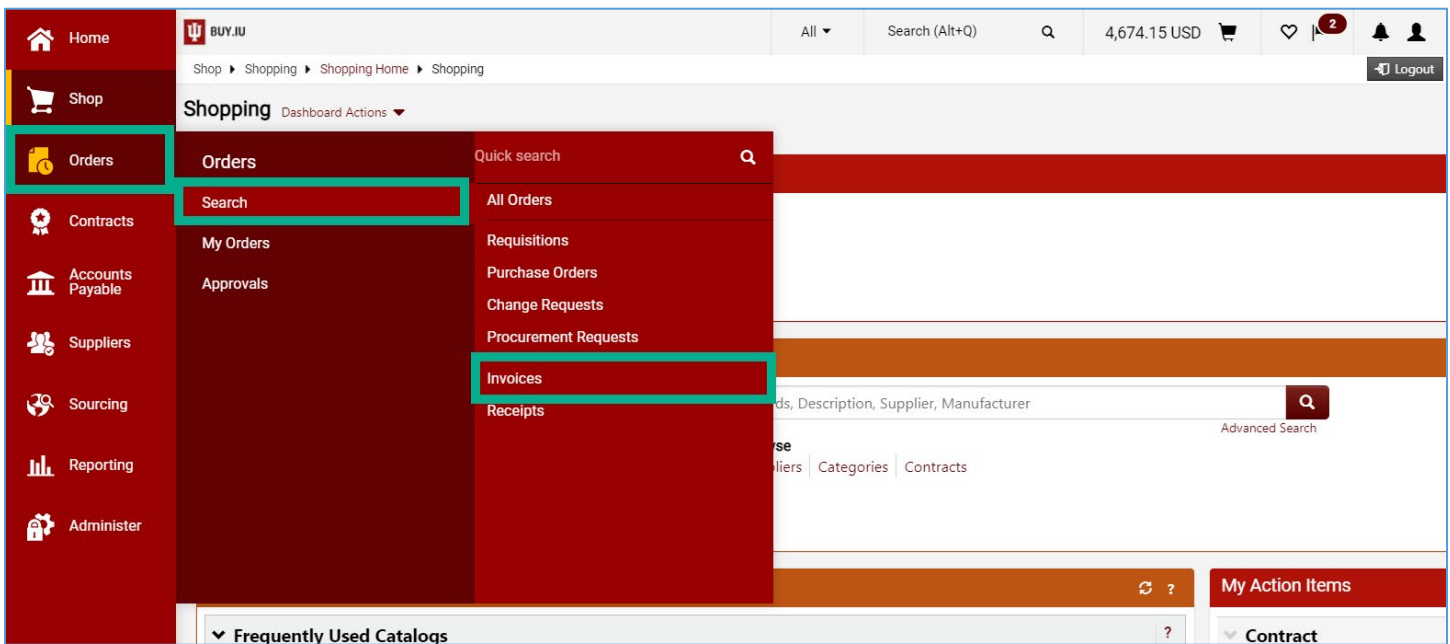 Home
Shop
Orders
Contracts
Accounts
Payable
Suppliers
Sourcing
Reporting
Administer
BUY.IU
All
Search (Alt+Q)
4,674.15 USD
2
Shop Shopping Shopping Home Shopping
Logout
Shopping Dashboard Actions
Orders
Search
My Orders
Approvals
Quick search
All Orders
Requisitions
Purchase Orders
Change Requests
Procurement Requests
Invoices
Receipts
ds, Description, Supplier, Manufacturer
Advanced Search
Categories Contracts
?
My Action Items
Frequently Used Catalogs
?
Contract